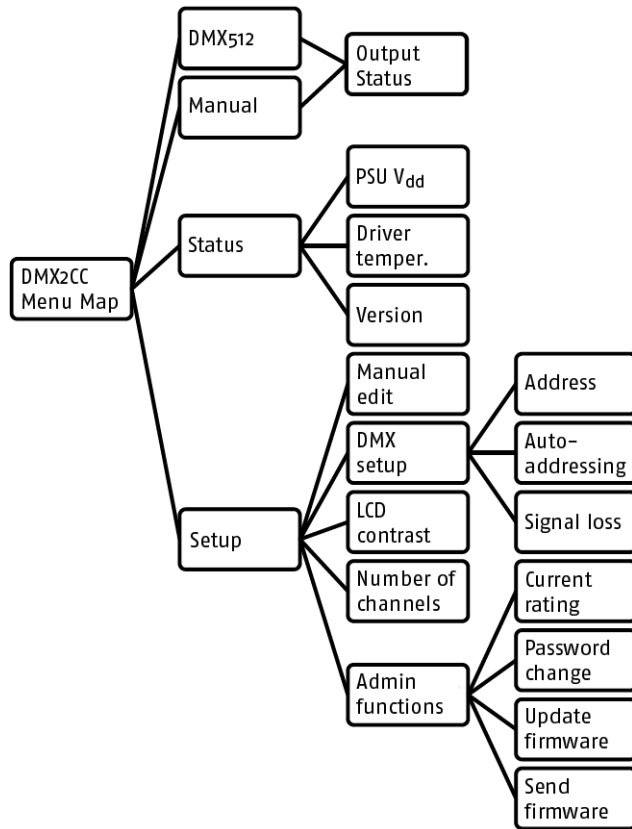 DMX2CC
Menu Map
DMX512
Manual
Output
Status
Status
PSU Vdd
Driver
temper.
Version
Setup
Manual
edit
DMX
setup
Address
Auto-
addressing
Signal loss
LCD
contrast
Number of
channels
Admin
functions
Current
rating
Password
change
Update
firmware
Send
firmware